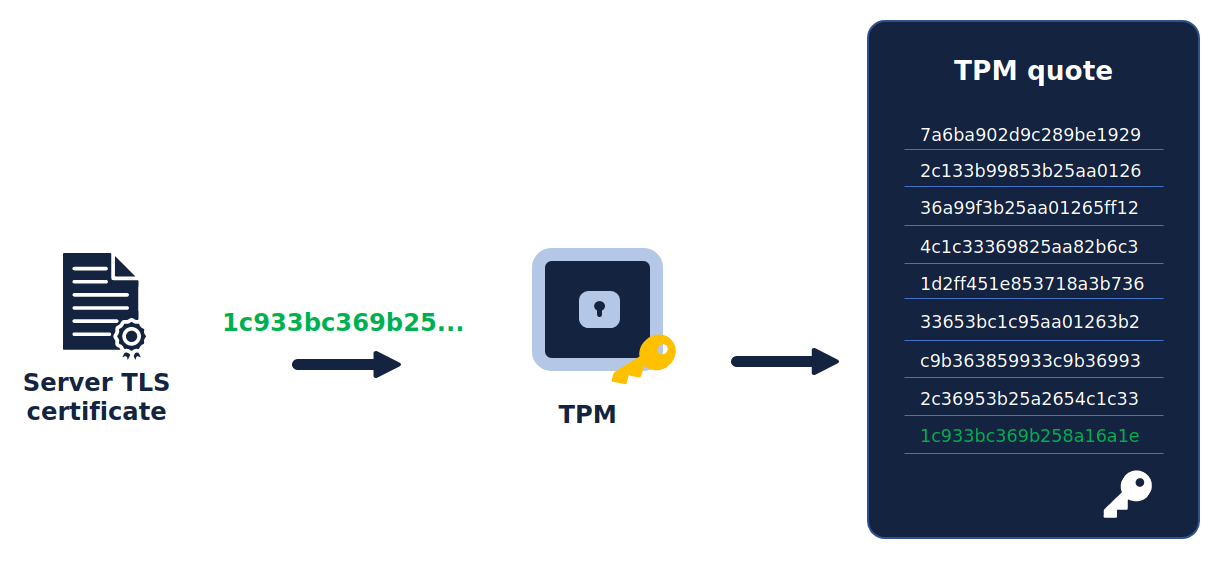 Server TLS
certificate
1c933bc369b25...
TPM
TPM quote
7a6ba902d9c289be1929
2c133b99853b25aa0126
36a99f3b25aa01265ff12
4c1c33369825aa82b6c3
1d2ff451e853718a3b736
33653bc1c95aa01263b2
c9b363859933c9b36993
2c36953b25a2654c1c33
1c933bc369b258a16a1e